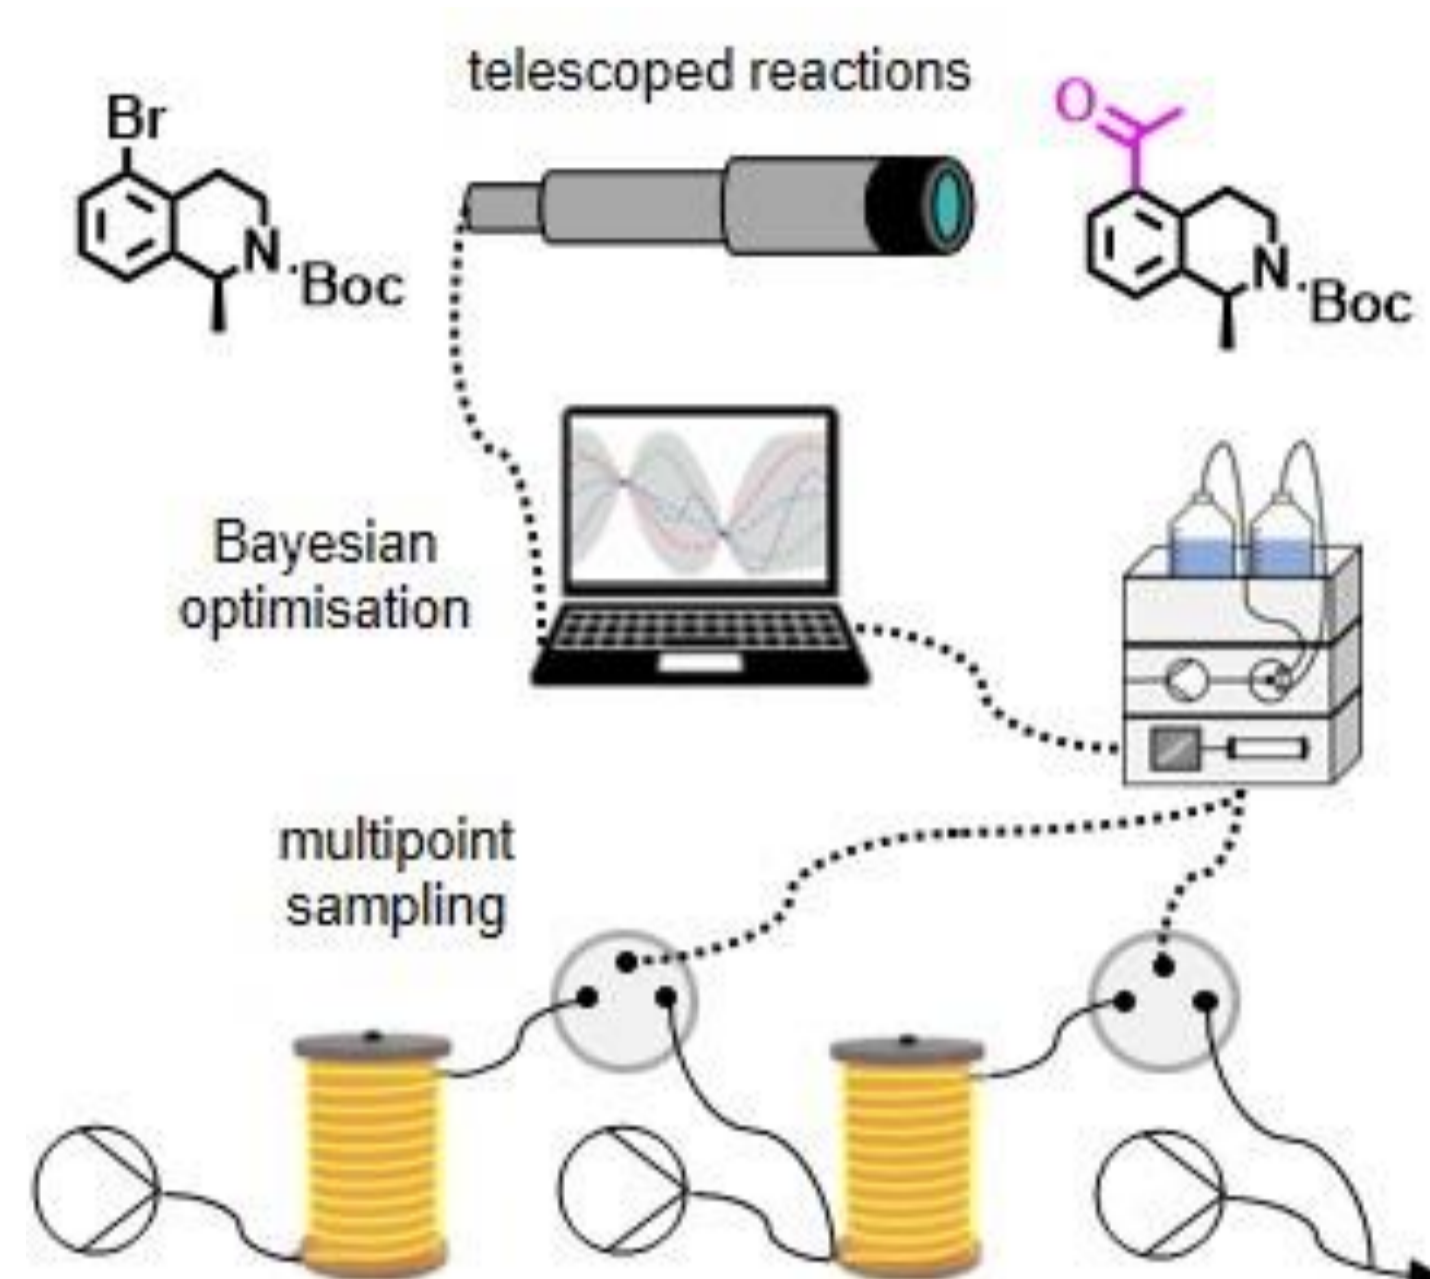 telescoped reactions
Br
N
Boc
O
N
Boc
Bayesian
optimisation
multipoint
sampling